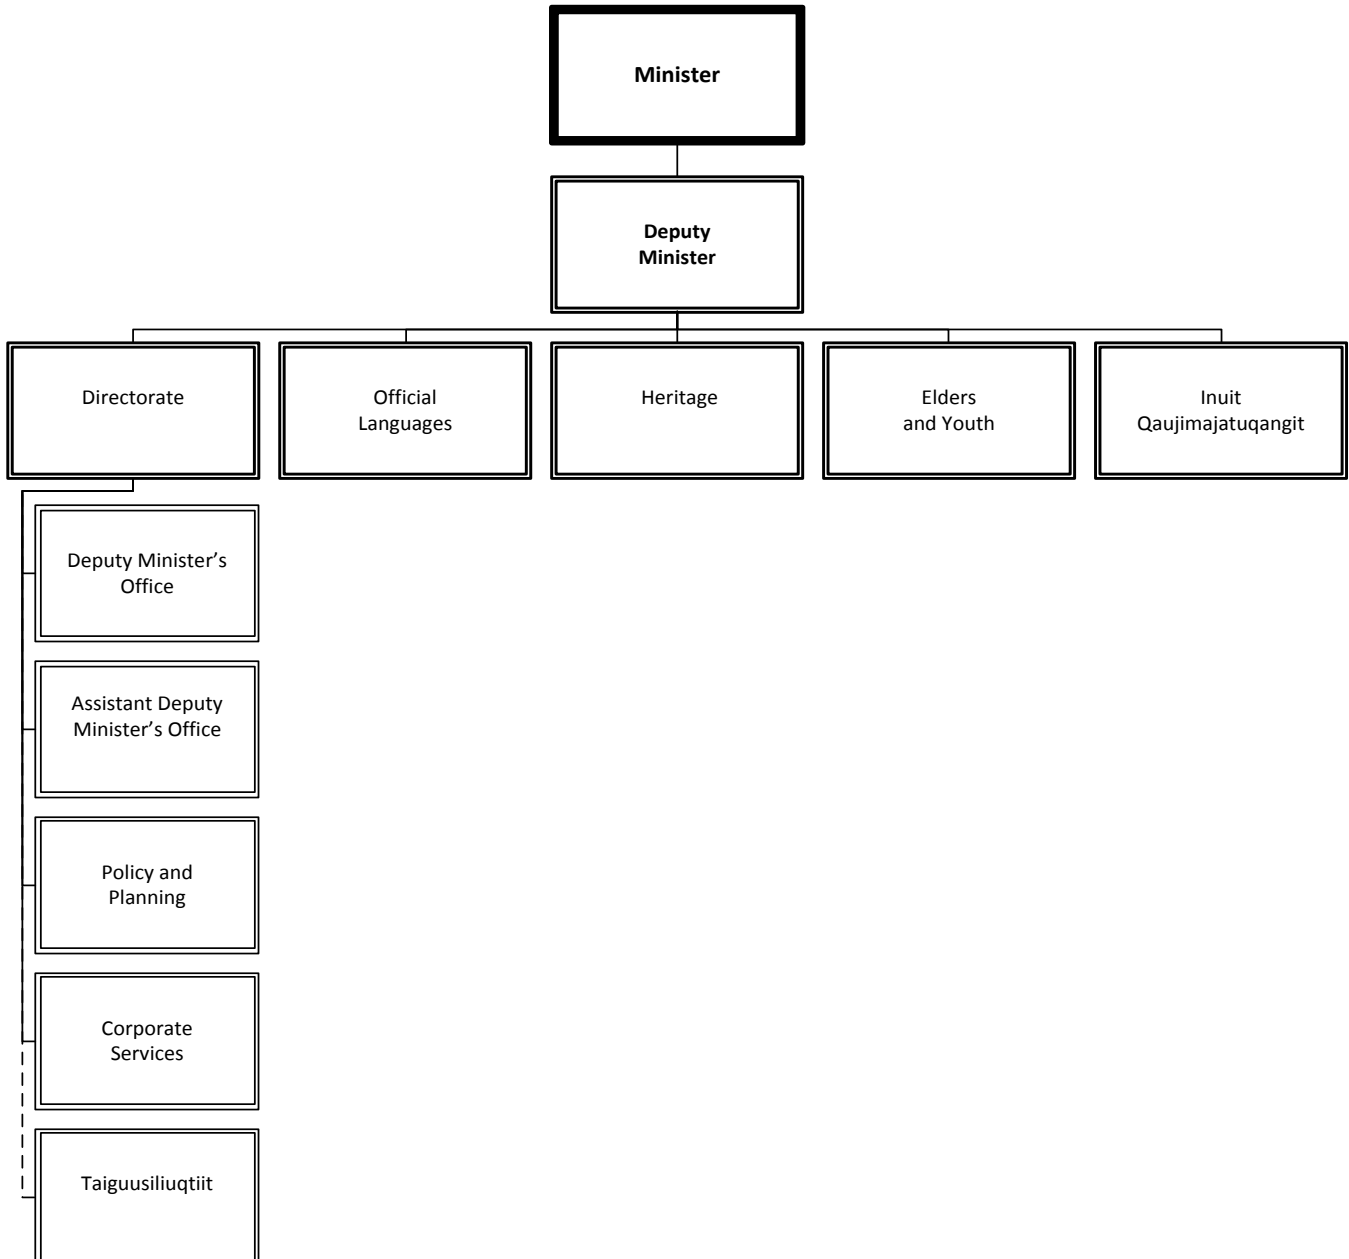 Minister
Deputy
Minister
Directorate
Official
Languages
Heritage
Elders
and Youth
Inuit
Qaujimajatuqangit
Deputy Minister’s
Office
Assistant Deputy
Minister’s Office
Policy and
Planning
Corporate
Services
Taiguusiliuqtiit